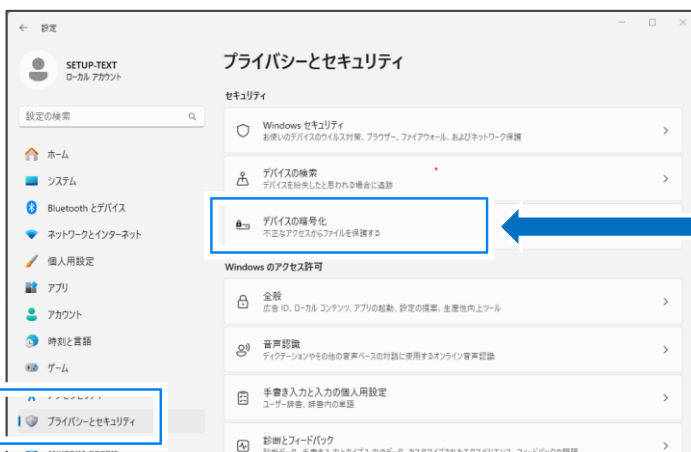 設定
SETUP-TEXT
ローカル アカウント
設定の検索
ホーム
システム
Bluetooth とデバイス
ネットワークとインターネット
個人用設定
アプリ
アカウント
時刻と言語
ゲーム
プライバシーとセキュリティ
プライバシーとセキュリティ
セキュリティ
Windows セキュリティ
お使いのデバイスのウイルス対策、ブラウザー、ファイアウォール、およびネットワーク保護
デバイスの検索
デバイスを紛失したと思われる場合に追跡
デバイスの暗号化
不正なアクセスからファイルを保護する
Windows のアクセス許可
全般
広告 ID、ローカル コンテンツ、アプリの起動、設定の提案、生産性向上ツール
音声認識
ディクテーションやその他の音声ベースの対話に使用するオンライン音声認識
手書き入力と入力の個人用設定
ユーザー辞書、辞書内の単語
診断とフィードバック